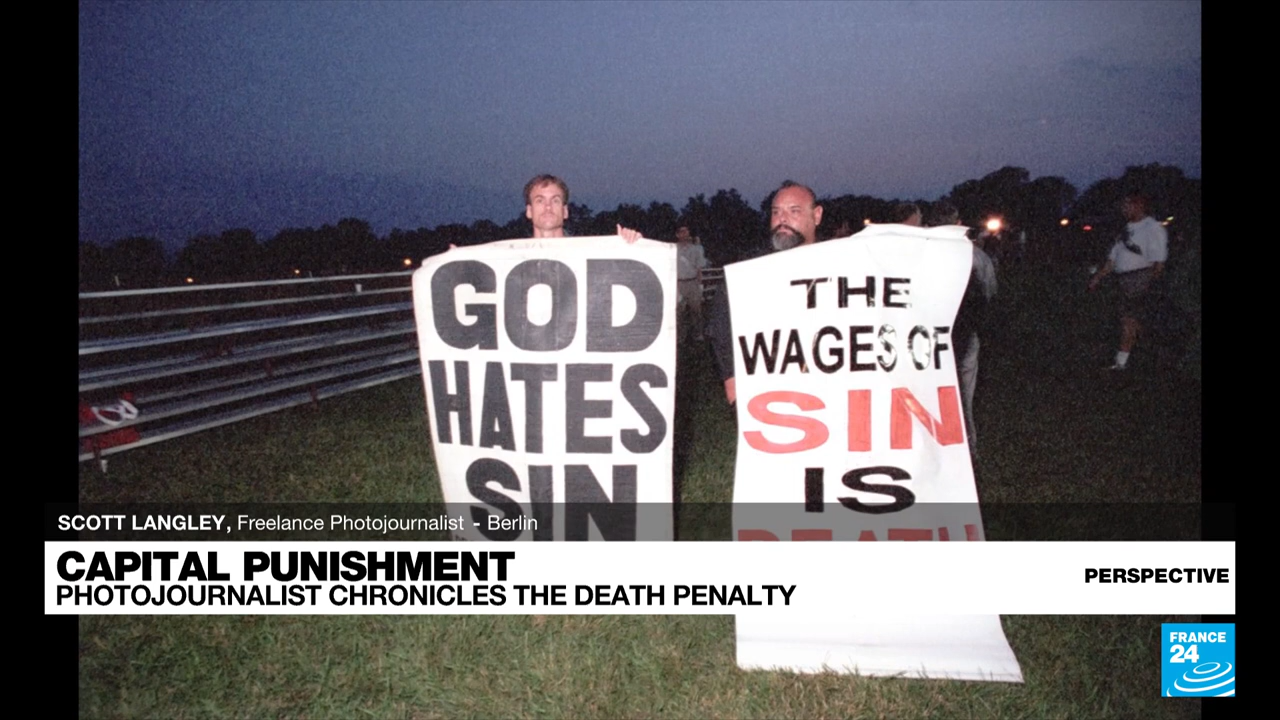 GOD
HATES
SIN
THE
WAGES OF
SIN
IS
DEATH
SCOTT LANGLEY, Freelance Photojournalist - Berlin
CAPITAL PUNISHMENT
PHOTOJOURNALIST CHRONICLES THE DEATH PENALTY
PERSPECTIVE
FRANCE
24